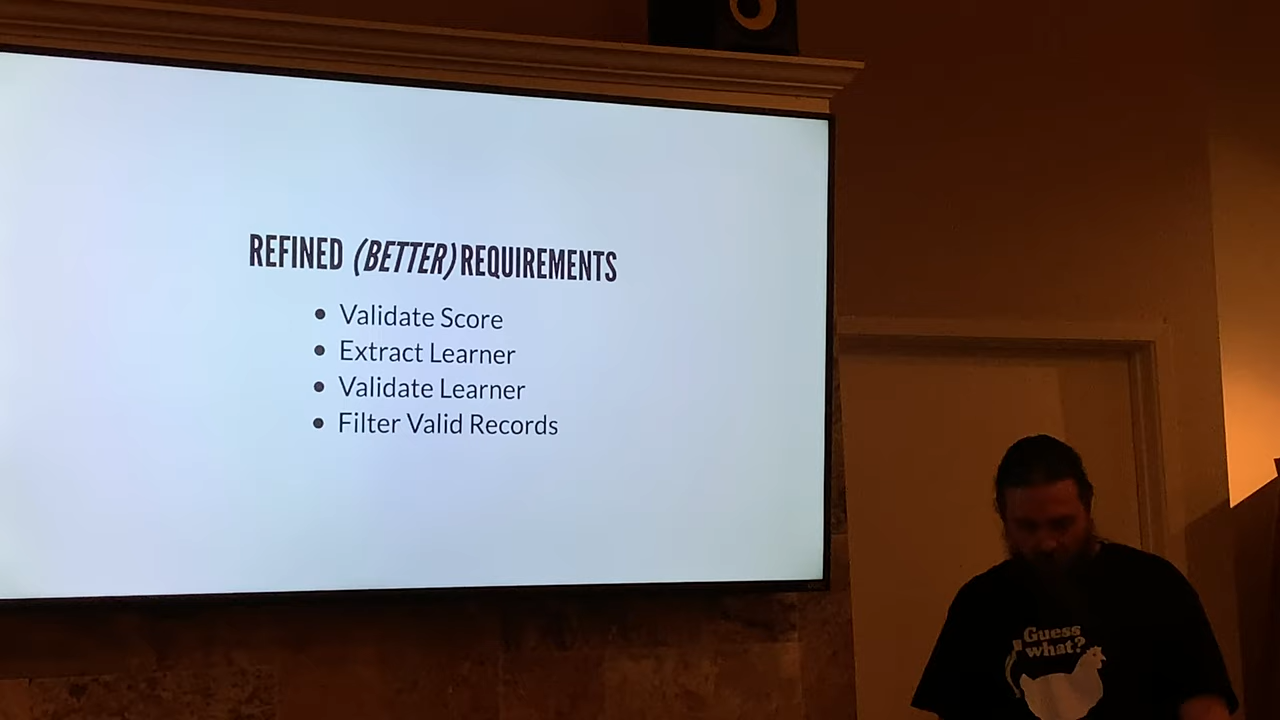 REFINED (BETTER) REQUIREMENTS
• Validate Score
• Extract Learner
• Validate Learner
• Filter Valid Records
Guess
what?